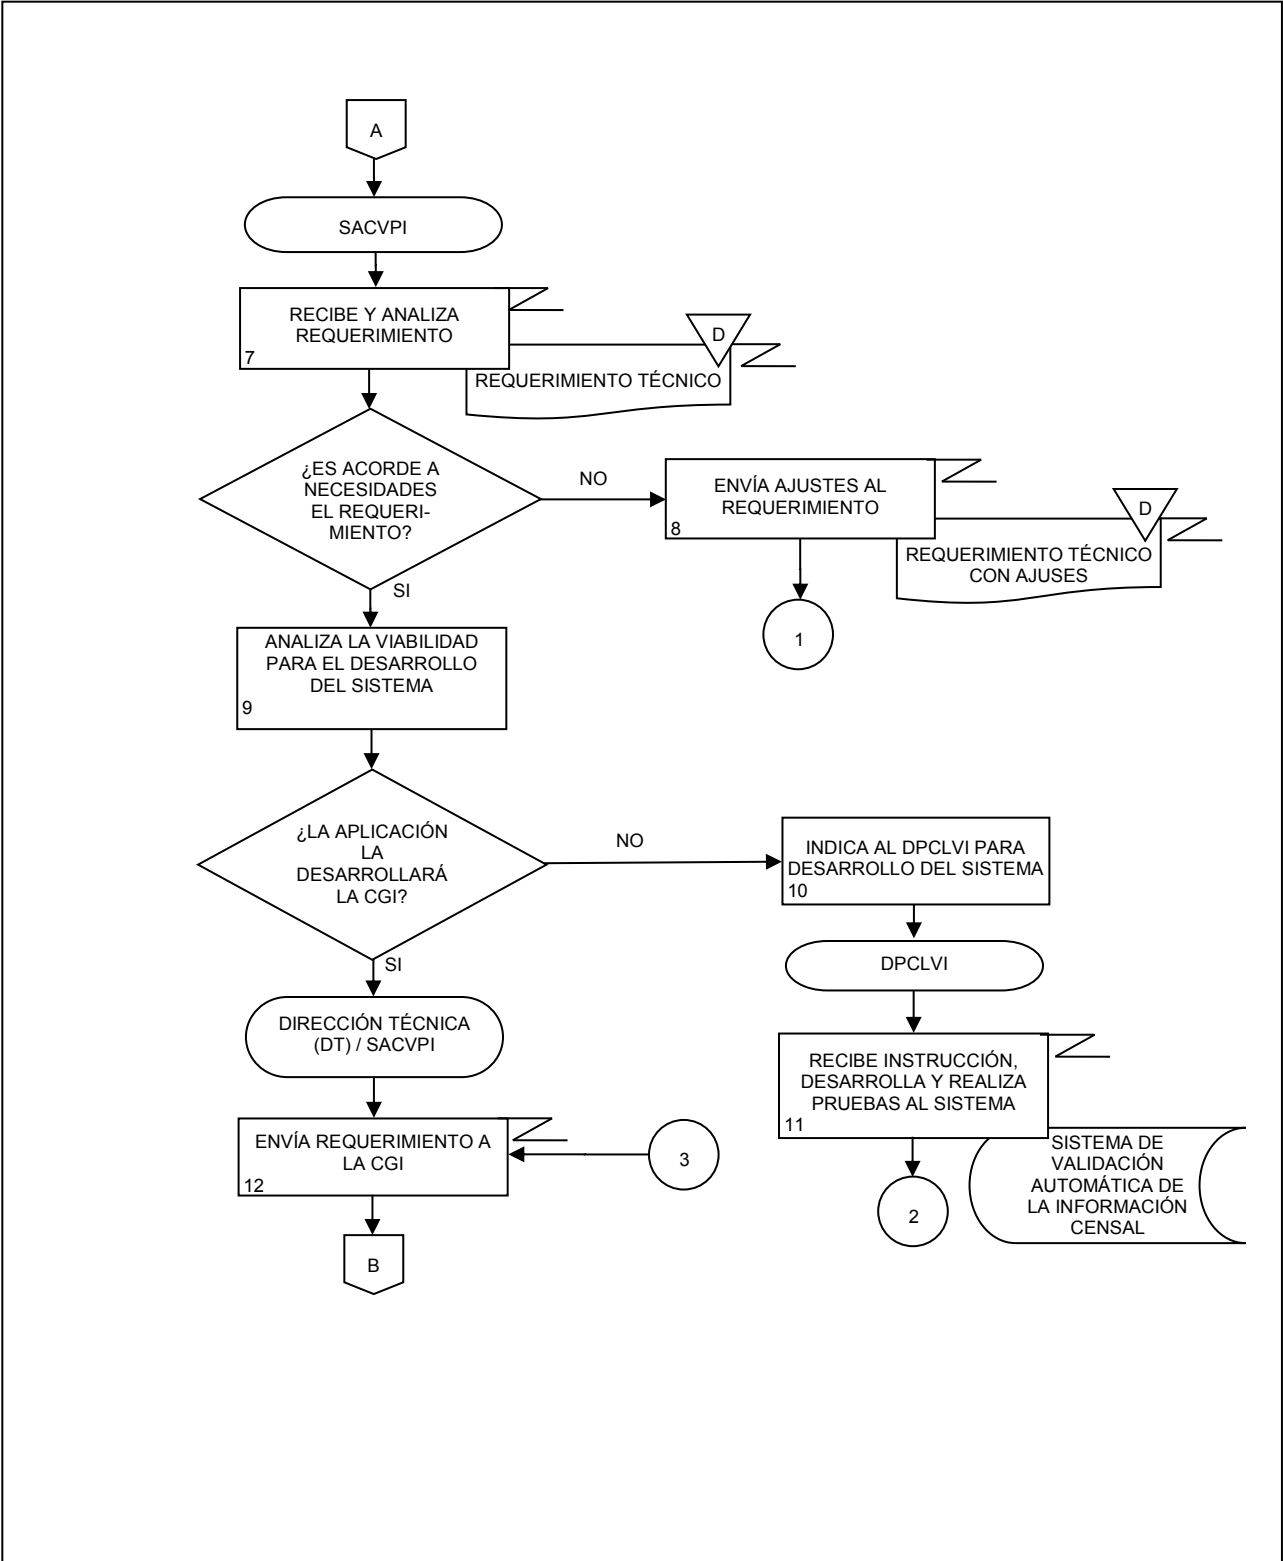 A
SACVPI
RECIBE Y ANALIZA
REQUERIMIENTO
7
D
REQUERIMIENTO TÉCNICO
¿ES ACORDE A
NECESIDADES
EL REQUERI-
MIENTO?
NO
SI
ENVÍA AJUSTES AL
REQUERIMIENTO
8
D
REQUERIMIENTO TÉCNICO
CON AJUSES
1
ANALIZA LA VIABILIDAD
PARA EL DESARROLLO
DEL SISTEMA
9
¿LA APLICACIÓN
LA
DESARROLLARÁ
LA CGI?
NO
SI
INDICA AL DPCLVI PARA
DESARROLLO DEL SISTEMA
10
DPCLVI
RECIBE INSTRUCCIÓN,
DESARROLLA Y REALIZA
PRUEBAS AL SISTEMA
11
SISTEMA DE
VALIDACIÓN
AUTOMÁTICA DE
LA INFORMACIÓN
CENSAL
2
DIRECCIÓN TÉCNICA
(DT) / SACVPI
ENVÍA REQUERIMIENTO A
LA CGI
12
3
B